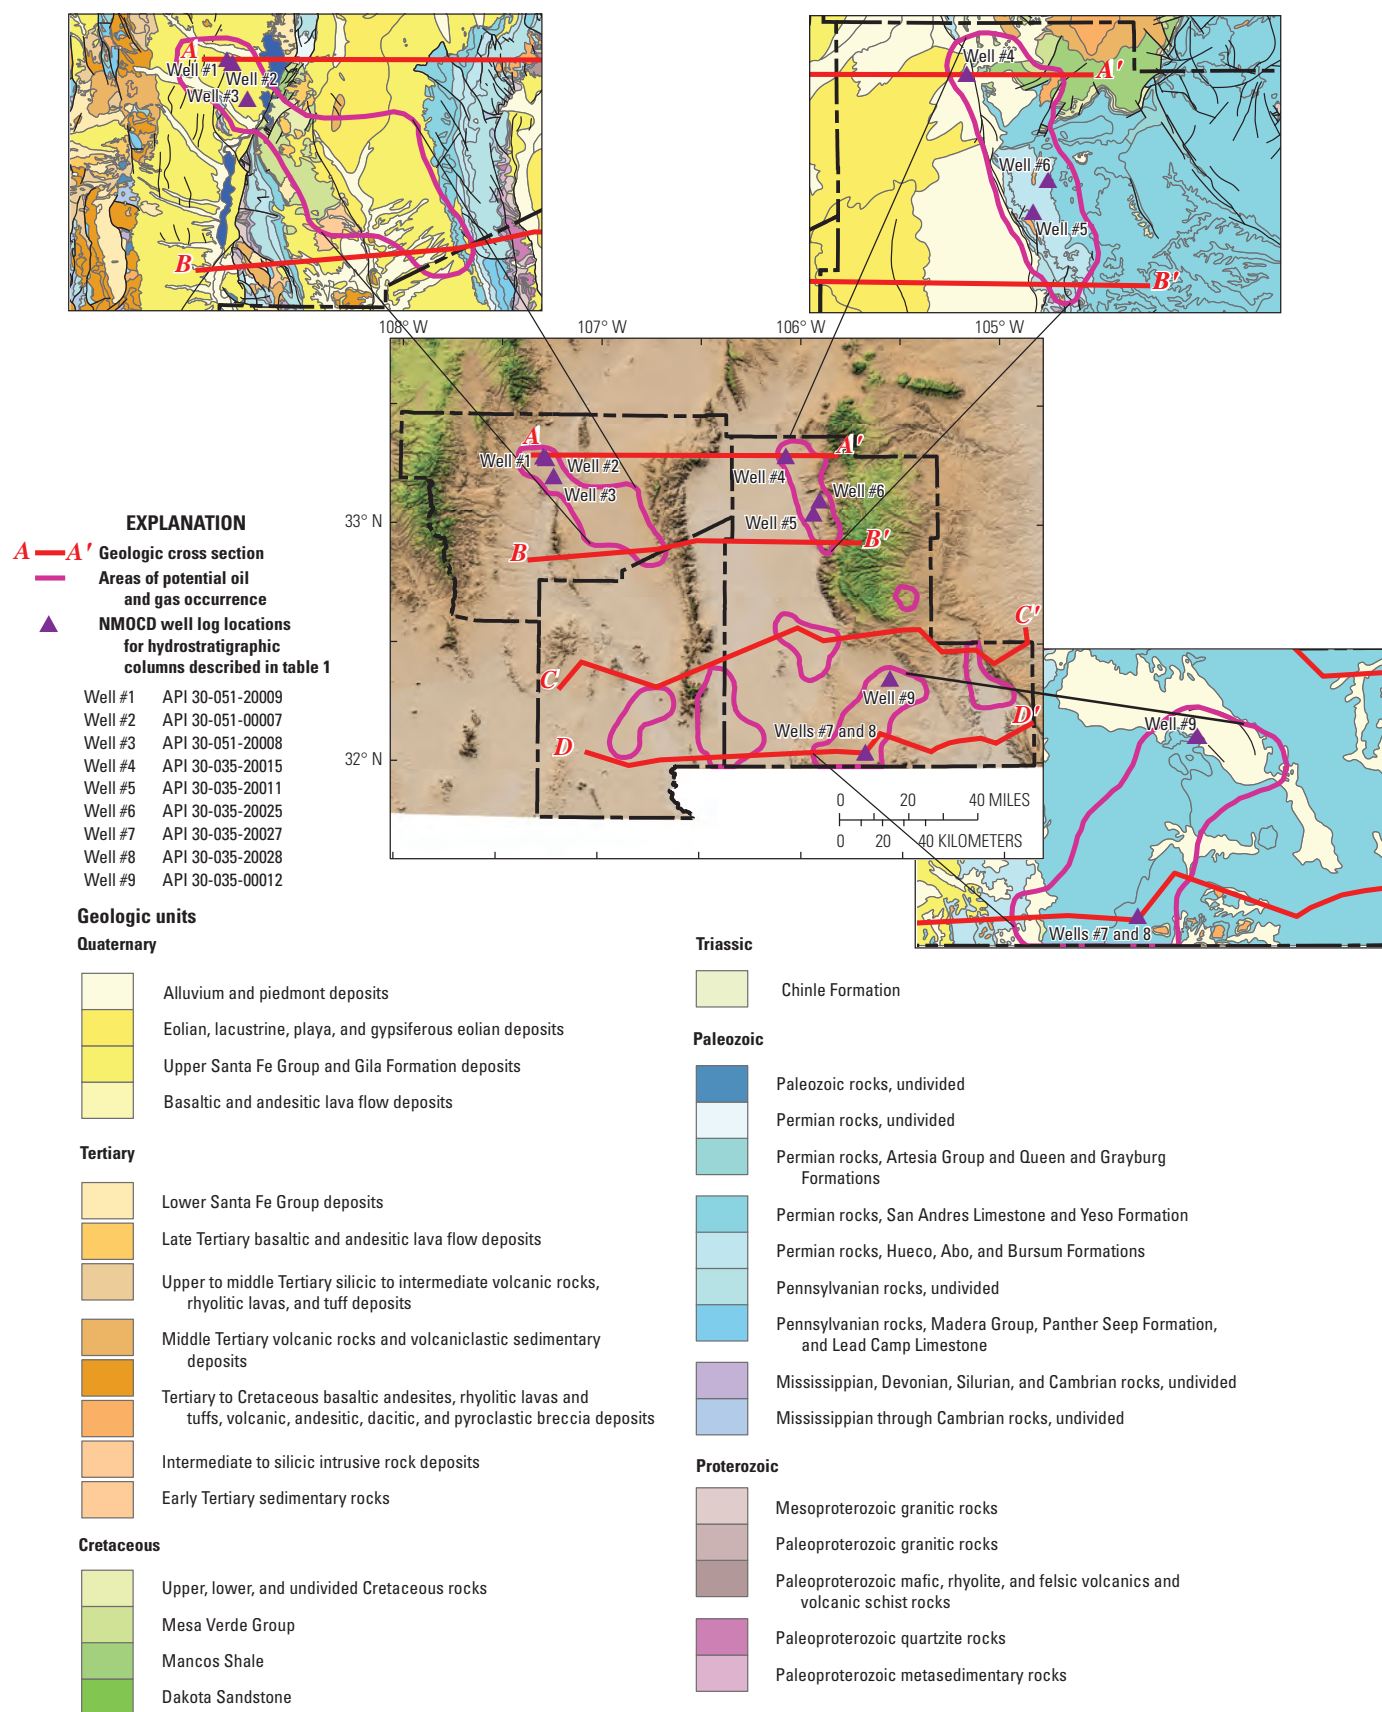 A
Well #1
Well #2
Well #3
B
Well #4
A'
Well #6
Well #5
B'
108° W
107° W
106° W
105° W
A
Well #1
Well #2
Well #3
Well #4
A'
Well #6
Well #5
33° N
B
B'
C
C'
Well #9
D'
Wells #7 and 8
D
32° N
0 20 40 MILES
0 20 40 KILOMETERS
Well #9
Wells #7 and 8
EXPLANATION
A A' Geologic cross section
Areas of potential oil
and gas occurrence
NMOCD well log locations
for hydrostratigraphic
columns described in table 1
Well #1 API 30-051-20009
Well #2 API 30-051-00007
Well #3 API 30-051-20008
Well #4 API 30-035-20015
Well #5 API 30-035-20011
Well #6 API 30-035-20025
Well #7 API 30-035-20027
Well #8 API 30-035-20028
Well #9 API 30-035-00012
Geologic units
Quaternary
Alluvium and piedmont deposits
Eolian, lacustrine, playa, and gypsiferous eolian deposits
Upper Santa Fe Group and Gila Formation deposits
Basaltic and andesitic lava flow deposits
Tertiary
Lower Santa Fe Group deposits
Late Tertiary basaltic and andesitic lava flow deposits
Upper to middle Tertiary silicic to intermediate volcanic rocks,
rhyolitic lavas, and tuff deposits
Middle Tertiary volcanic rocks and volcaniclastic sedimentary
deposits
Tertiary to Cretaceous basaltic andesites, rhyolitic lavas and
tuffs, volcanic, andesitic, dacitic, and pyroclastic breccia deposits
Intermediate to silicic intrusive rock deposits
Early Tertiary sedimentary rocks
Cretaceous
Upper, lower, and undivided Cretaceous rocks
Mesa Verde Group
Mancos Shale
Dakota Sandstone
Triassic
Chinle Formation
Paleozoic
Paleozoic rocks, undivided
Permian rocks, undivided
Permian rocks, Artesia Group and Queen and Grayburg
Formations
Permian rocks, San Andres Limestone and Yeso Formation
Permian rocks, Hueco, Abo, and Bursum Formations
Pennsylvanian rocks, undivided
Pennsylvanian rocks, Madera Group, Panther Seep Formation,
and Lead Camp Limestone
Mississippian, Devonian, Silurian, and Cambrian rocks, undivided
Mississippian through Cambrian rocks, undivided
Proterozoic
Mesoproterozoic granitic rocks
Paleoproterozoic granitic rocks
Paleoproterozoic mafic, rhyolite, and felsic volcanics and
volcanic schist rocks
Paleoproterozoic quartzite rocks
Paleoproterozoic metasedimentary rocks